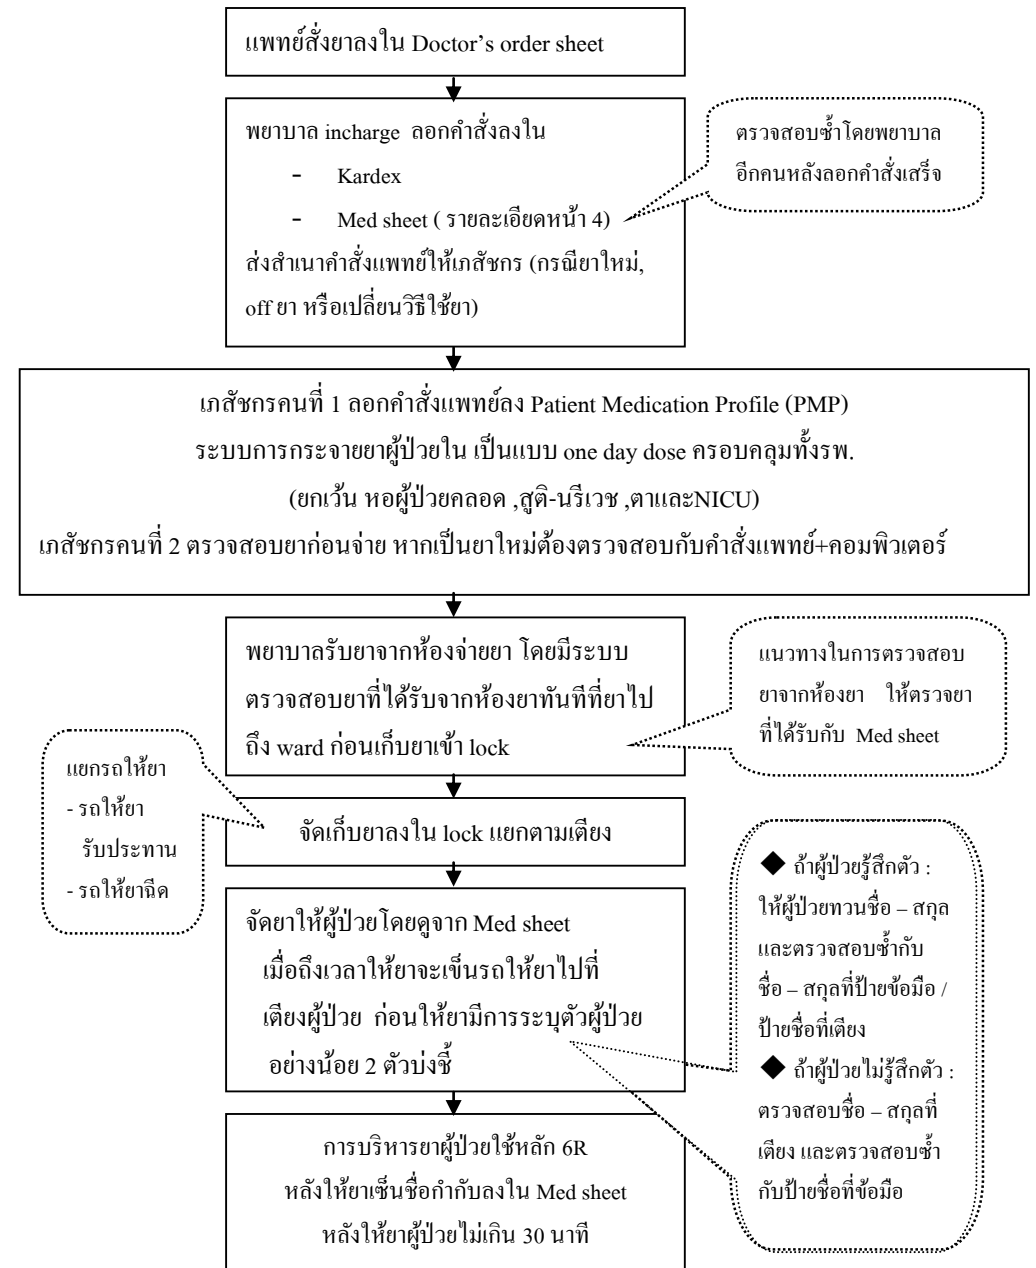 แพทย์สั่งยาลงใน Doctor's order sheet
พยาบาล incharge ลอกคำสั่งลงใน
- Kardex
- Med sheet ( รายละเอียดหน้า 4)
ส่งสำเนาคำสั่งแพทย์ให้เภสัชกร (กรณียาใหม่,
off ยา หรือเปลี่ยนวิธีใช้ยา)
ตรวจสอบซ้ำโดยพยาบาล
อีกคนหลังลอกคำสั่งเสร็จ
เภสัชกรคนที่ 1 ลอกคำสั่งแพทย์ลง Patient Medication Profile (PMP)
ระบบการกระจายยาผู้ป่วยใน เป็นแบบ one day dose ครอบคลุมทั้งรพ.
(ยกเว้น หอผู้ป่วยคลอด ,สูติ-นรีเวช ,ตาและNICU)
เภสัชกรคนที่ 2 ตรวจสอบยาก่อนจ่าย หากเป็นยาใหม่ต้องตรวจสอบกับคำสั่งแพทย์+คอมพิวเตอร์
พยาบาลรับยาจากห้องจ่ายยา โดยมีระบบ
ตรวจสอบยาที่ได้รับจากห้องยาทันทีที่ยาไป
ถึง ward ก่อนเก็บยาเข้า lock
แนวทางในการตรวจสอบ
ยาจากห้องยา ให้ตรวจยา
ที่ได้รับกับ Med sheet
แยกรถให้ยา
- รถให้ยา
รับประทาน
- รถให้ยาฉีด
จัดเก็บยาลงใน lock แยกตามเตียง
จัดยาให้ผู้ป่วยโดยดูจาก Med sheet
เมื่อถึงเวลาให้ยาจะเข็นรถให้ยาไปที่
เตียงผู้ป่วย ก่อนให้ยามีการระบุตัวผู้ป่วย
อย่างน้อย 2 ตัวบ่งชี้
◆ ถ้าผู้ป่วยรู้สึกตัว :
ให้ผู้ป่วยทวนชื่อ – สกุล
และตรวจสอบซ้ำกับ
ชื่อ – สกุลที่ป้ายข้อมือ /
ป้ายชื่อที่เตียง
◆ ถ้าผู้ป่วยไม่รู้สึกตัว :
ตรวจสอบชื่อ – สกุลที่
เตียง และตรวจสอบซ้ำ
กับป้ายชื่อที่ข้อมือ
การบริหารยาผู้ป่วยใช้หลัก 6R
หลังให้ยาเซ็นชื่อกำกับลงใน Med sheet
หลังให้ยาผู้ป่วยไม่เกิน 30 นาที